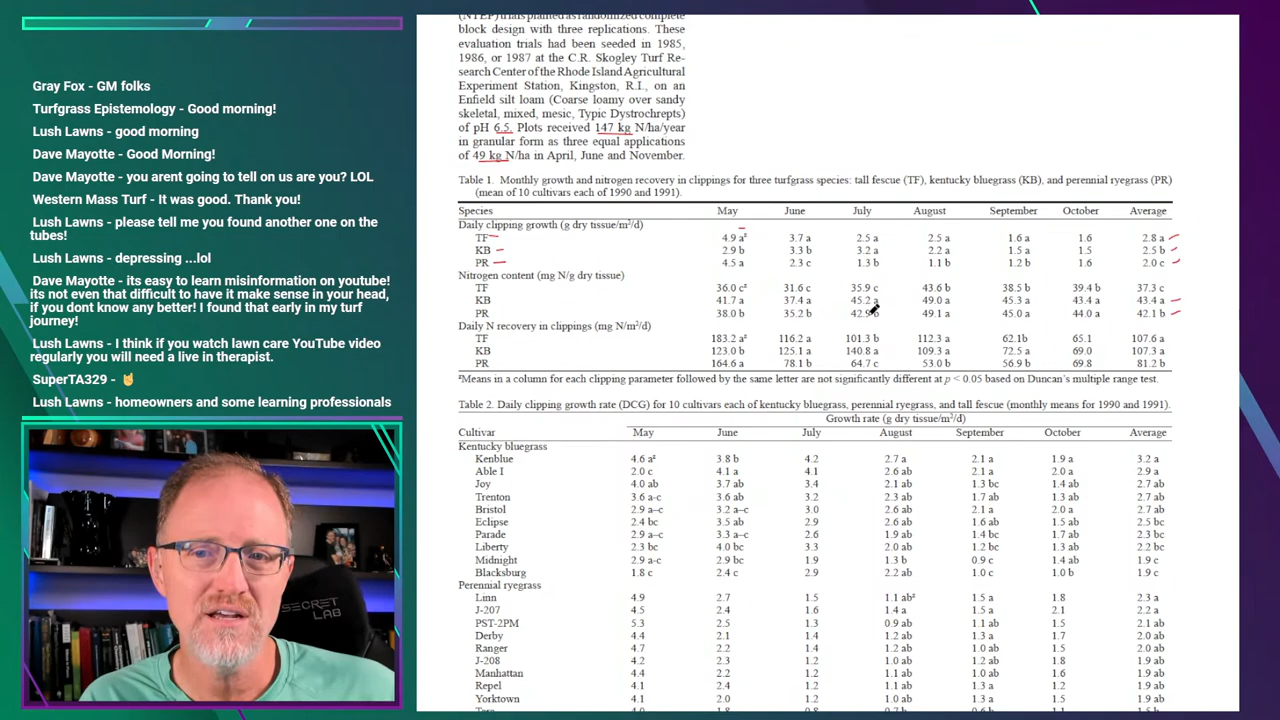 Gray Fox - GM folks
Turfgrass Epistemology - Good morning!
Lush Lawns - good morning
Dave Mayotte - Good Morning!
Dave Mayotte - you arent going to tell on us are you? LOL
Western Mass Turf - It was good. Thank you!
Lush Lawns - please tell me you found another one on the
tubes!
Lush Lawns - depressing ...lol
Dave Mayotte - its easy to learn misinformation on youtube!
its not even that difficult to have it make sense in your head,
if you dont know any better! I found that early in my turf
journey!
Lush Lawns - I think if you watch lawn care YouTube video
regularly you will need a live in therapist.
SuperTA329 - 🤘
Lush Lawns - homeowners and some learning professionals
SECRET
LAB
(NTEP) trials planted as randomized complete
block design with three replications. These
evaluation trials had been seeded in 1985,
1986, or 1987 at the C.R. Skogley Turf Re-
search Center of the Rhode Island Agricultural
Experiment Station, Kingston, R.I., on an
Enfield silt loam (Coarse loamy over sandy
skeletal, mixed, mesic, Typic Dystrochrepts)
of pH 6.5. Plots received 147 kg N/ha/year
in granular form as three equal applications
of 49 kg N/ha in April, June and November.
Table 1. Monthly growth and nitrogen recovery in clippings for three turfgrass species: tall fescue (TF), kentucky bluegrass (KB), and perennial ryegrass (PR)
(mean of 10 cultivars each of 1990 and 1991).
Species May June July August September October Average
Daily clipping growth (g dry tissue/m²/d)
TF 4.9 aᶻ 3.7 a 2.5 a 2.5 a 1.6 a 1.6 2.8 a
KB 2.9 b 3.3 b 3.2 a 2.2 a 1.5 a 1.5 2.5 b
PR 4.5 a 2.3 c 1.3 b 1.1 b 1.2 b 1.6 2.0 c
Nitrogen content (mg N/g dry tissue)
TF 36.0 cᶻ 31.6 c 35.9 c 43.6 b 38.5 b 39.4 b 37.3 c
KB 41.7 a 37.4 a 45.2 a 49.0 a 45.3 a 43.4 a 43.4 a
PR 38.0 b 35.2 b 42.9 b 49.1 a 45.0 a 44.0 a 42.1 b
Daily N recovery in clippings (mg N/m²/d)
TF 183.2 aᶻ 116.2 a 101.3 b 112.3 a 62.1b 65.1 107.6 a
KB 123.0 b 125.1 a 140.8 a 109.3 a 72.5 a 69.0 107.3 a
PR 164.6 a 78.1 b 64.7 c 53.0 b 56.9 b 69.8 81.2 b
ᶻMeans in a column for each clipping parameter followed by the same letter are not significantly different at p < 0.05 based on Duncan's multiple range test.
Table 2. Daily clipping growth rate (DCG) for 10 cultivars each of kentucky bluegrass, perennial ryegrass, and tall fescue (monthly means for 1990 and 1991).
Growth rate (g dry tissue/m²/d)
Cultivar May June July August September October Average
Kentucky bluegrass
Kenblue 4.6 aᶻ 3.8 b 4.2 2.7 a 2.1 a 1.9 a 3.2 a
Able I 2.0 c 4.1 a 4.1 2.6 ab 2.1 a 2.0 a 2.9 a
Joy 4.0 ab 3.7 ab 3.4 2.1 ab 1.3 bc 1.4 ab 2.7 ab
Trenton 3.6 a-c 3.6 ab 3.2 2.3 ab 1.7 ab 1.3 ab 2.7 ab
Bristol 2.9 a–c 3.2 a–c 3.0 2.6 ab 2.1 a 2.0 a 2.7 ab
Eclipse 2.4 bc 3.5 ab 2.9 2.6 ab 1.6 ab 1.5 ab 2.5 bc
Parade 2.9 a–c 3.3 a–c 2.6 1.9 ab 1.4 bc 1.7 ab 2.3 bc
Liberty 2.3 bc 4.0 bc 3.3 2.0 ab 1.2 bc 1.3 ab 2.2 bc
Midnight 2.9 a-c 2.9 bc 1.9 1.3 b 0.9 c 1.4 ab 1.9 c
Blacksburg 1.8 c 2.4 c 2.9 2.2 ab 1.0 c 1.0 b 1.9 c
Perennial ryegrass
Linn 4.9 2.7 1.5 1.1 abᶻ 1.5 a 1.8 2.3 a
J-207 4.5 2.4 1.6 1.4 a 1.5 a 2.1 2.2 a
PST-2PM 5.3 2.5 1.3 0.9 ab 1.1 ab 1.5 2.1 ab
Derby 4.4 2.1 1.4 1.2 ab 1.3 a 1.7 2.0 ab
Ranger 4.7 2.2 1.4 1.2 ab 1.0 ab 1.5 2.0 ab
J-208 4.2 2.3 1.2 1.0 ab 1.2 ab 1.8 1.9 ab
Manhattan 4.4 2.2 1.2 1.1 ab 1.0 ab 1.6 1.9 ab
Repel 4.1 2.4 1.2 1.1 ab 1.3 a 1.2 1.9 ab
Yorktown 4.1 2.0 1.2 1.0 ab 1.3 a 1.5 1.9 ab